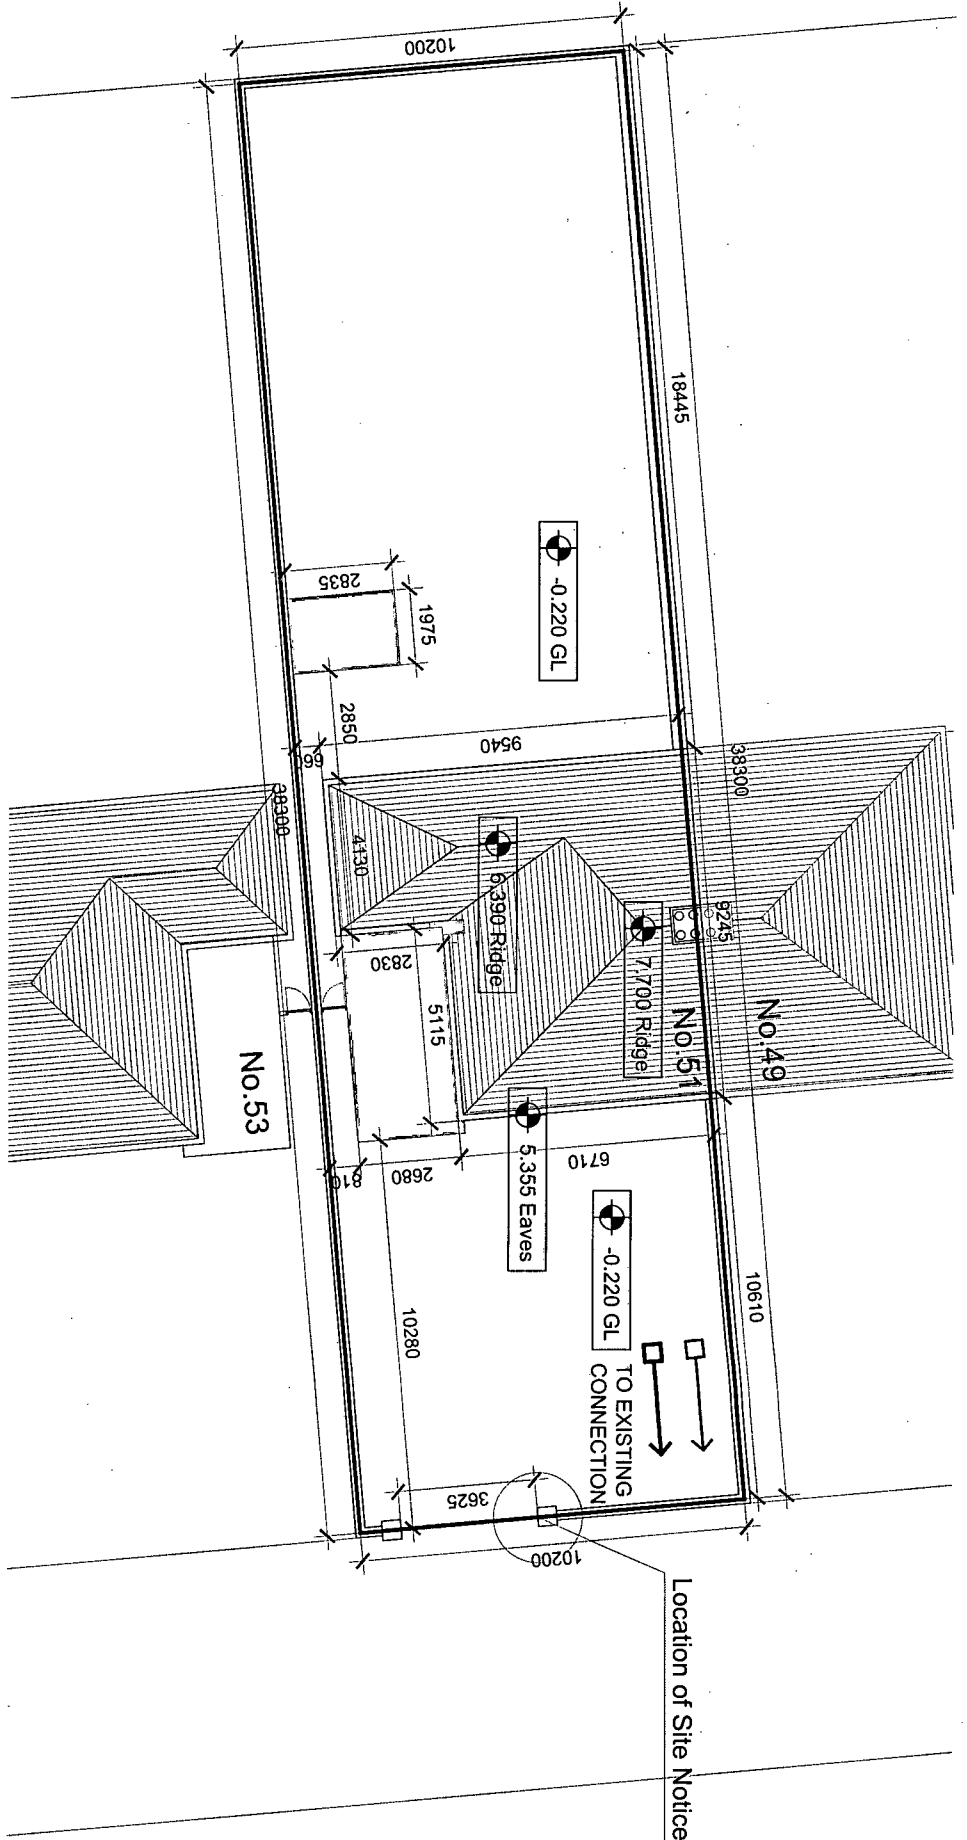 10200
18445
-0.220 GL
2835
1975
2850
9540
660
38300
38300
4130
6.390 Ridge
9245
7.700 Ridge
2830
5115
No.49
No.51
No.53
5.355 Eaves
6710
2680
810
-0.220 GL
10610
10280
TO EXISTING
CONNECTION
3625
10200
Location of Site Notice